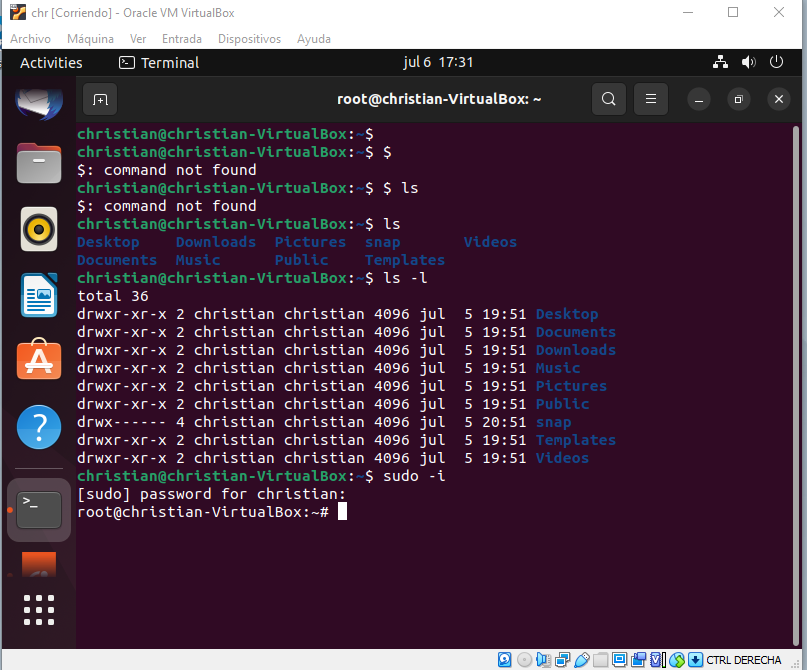 chr [Corriendo] - Oracle VM VirtualBox
Archivo Máquina Ver Entrada Dispositivos Ayuda
Activities Terminal jul 6 17:31
root@christian-VirtualBox: ~
christian@christian-VirtualBox:~$
christian@christian-VirtualBox:~$ $
$: command not found
christian@christian-VirtualBox:~$ $ ls
$: command not found
christian@christian-VirtualBox:~$ ls
Desktop Downloads Pictures snap Videos
Documents Music Public Templates
christian@christian-VirtualBox:~$ ls -l
total 36
drwxr-xr-x 2 christian christian 4096 jul  5 19:51 Desktop
drwxr-xr-x 2 christian christian 4096 jul  5 19:51 Documents
drwxr-xr-x 2 christian christian 4096 jul  5 19:51 Downloads
drwxr-xr-x 2 christian christian 4096 jul  5 19:51 Music
drwxr-xr-x 2 christian christian 4096 jul  5 19:51 Pictures
drwxr-xr-x 2 christian christian 4096 jul  5 19:51 Public
drwx------ 4 christian christian 4096 jul  5 20:51 snap
drwxr-xr-x 2 christian christian 4096 jul  5 19:51 Templates
drwxr-xr-x 2 christian christian 4096 jul  5 19:51 Videos
christian@christian-VirtualBox:~$ sudo -i
[sudo] password for christian:
root@christian-VirtualBox:~#
CTRL DERECHA